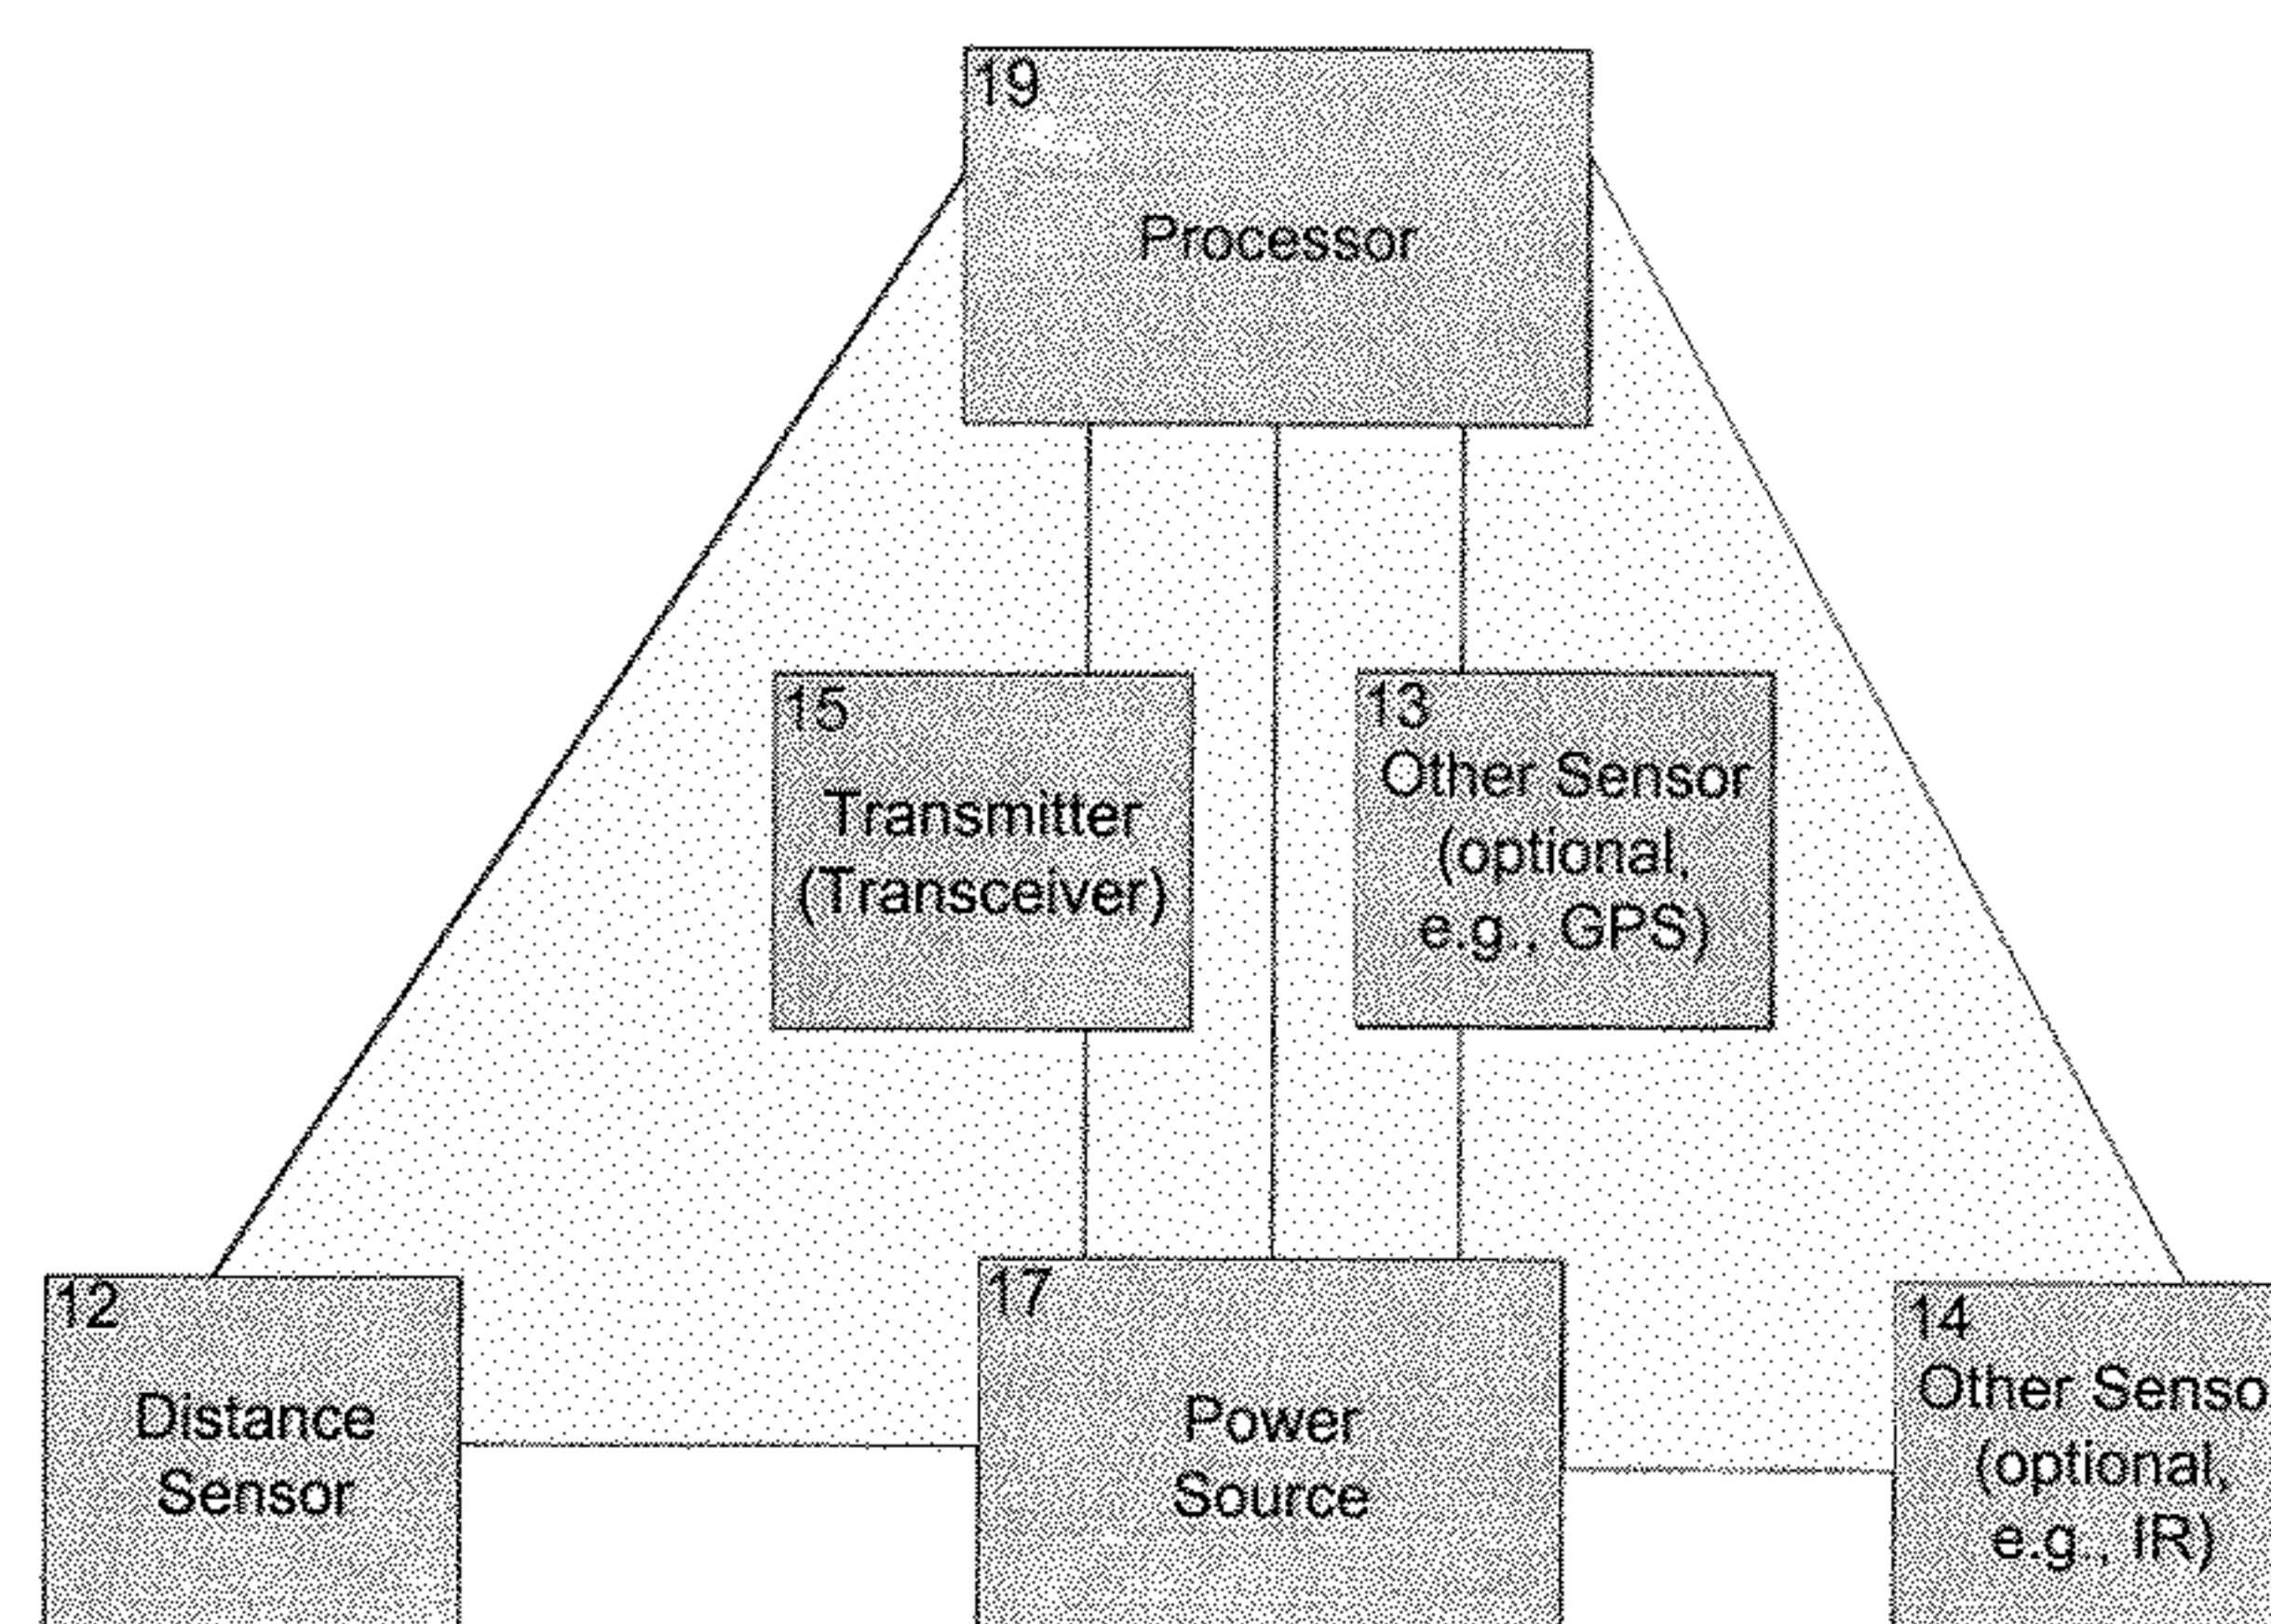 19
Processor
15
Transmitter
(Transceiver)
13
Other Sensor
(optional,
e.g., GPS)
12
Distance
Sensor
17
Power
Source
14
Other Senso
(optional,
e.g., IR)